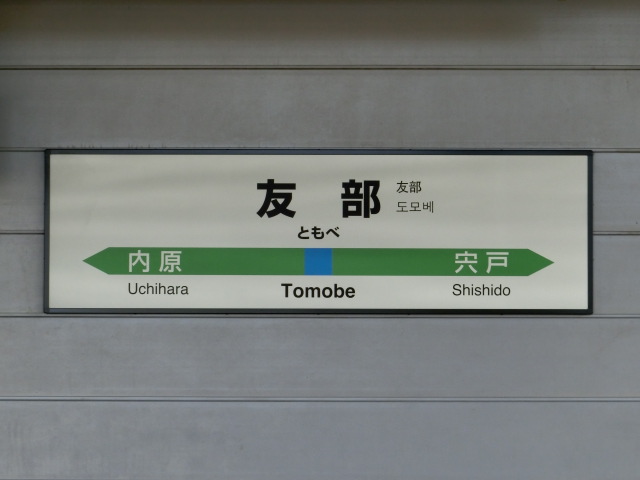 友 部
友部
도모베
ともべ
内原
宍戸
Uchihara
Tomobe
Shishido